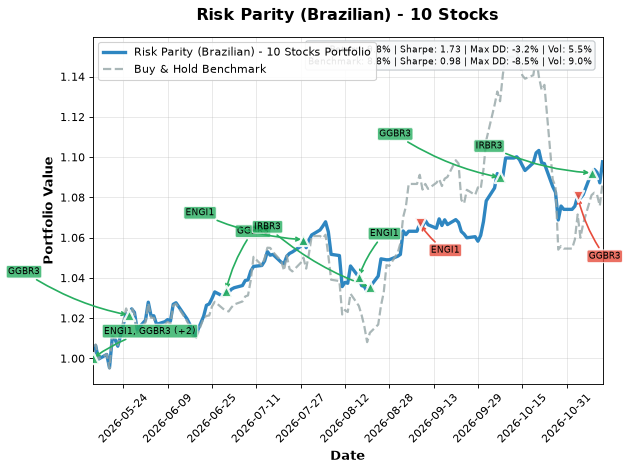 Risk Parity (Brazilian) - 10 Stocks
Risk Parity (Brazilian) - 10 Stocks Portfolio
Buy & Hold Benchmark
8% | Sharpe: 1.73 | Max DD: -3.2% | Vol: 5.5%
8% | Sharpe: 0.98 | Max DD: -8.5% | Vol: 9.0%
Portfolio Value
1.14
1.12
1.10
1.08
1.06
1.04
1.02
1.00
GGBR3
IRBR3
ENGI1
IRBR3
ENGI1
ENGI1
GGBR3
GGBR3
ENGI1, GGBR3 (+2)
2026-05-24
2026-06-09
2026-06-25
2026-07-11
2026-07-27
2026-08-12
2026-08-28
2026-09-13
2026-09-29
2026-10-15
2026-10-31
Date